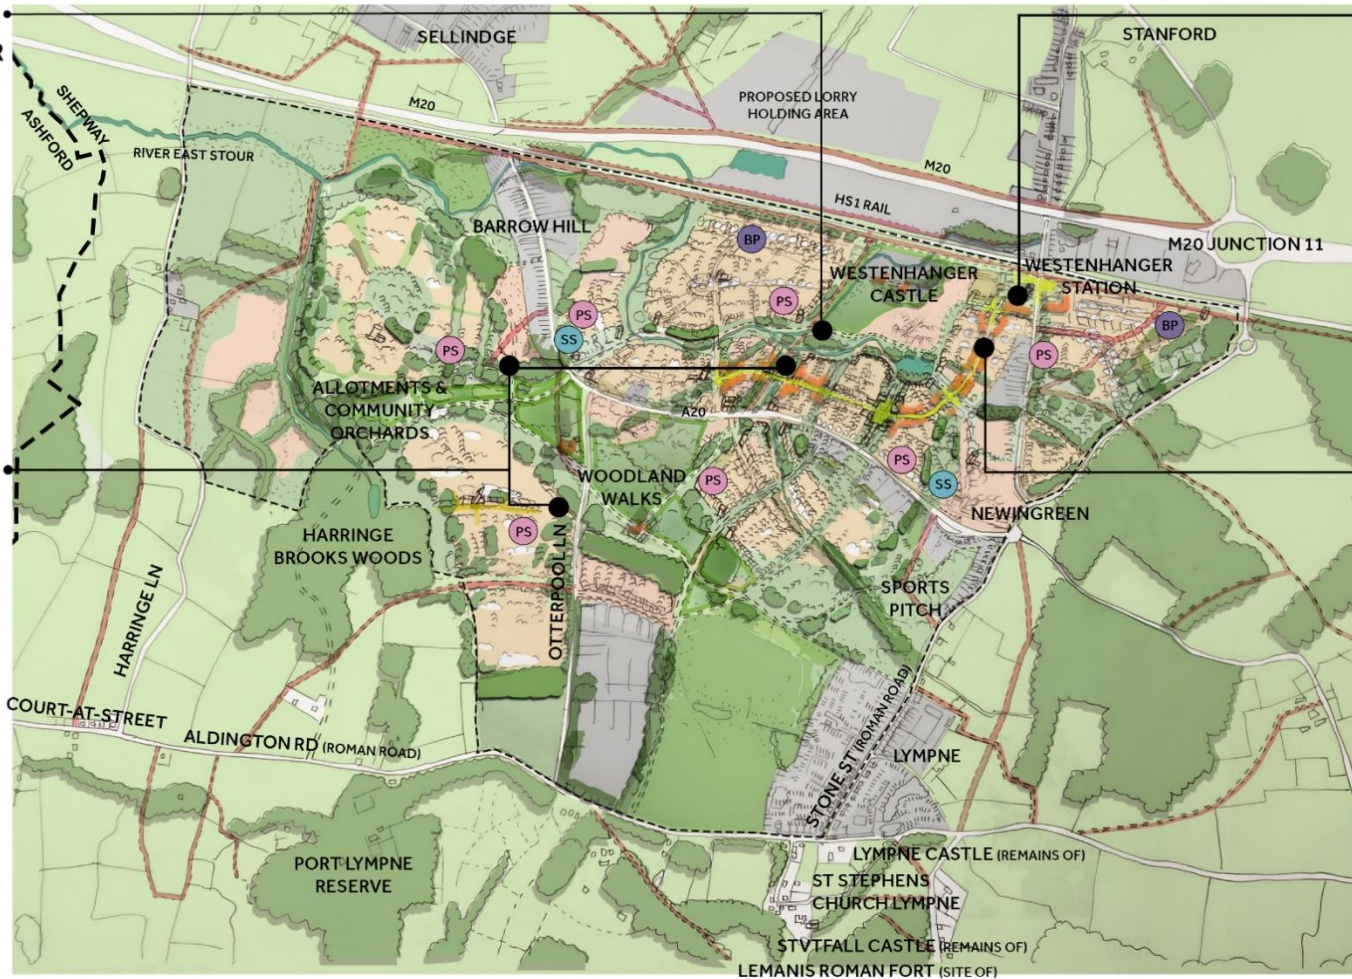 SELLINDGE
STANFORD
R
SHEPWAY
ASHFORD
M20
PROPOSED LORRY
HOLDING AREA
RIVER EAST STOUR
M20
HS1 RAIL
BARROW HILL
BP
M20 JUNCTION 11
WESTENHANGER
CASTLE
WESTENHANGER
STATION
PS
PS
BP
SS
PS
PS
ALLOTMENTS &
COMMUNITY
ORCHARDS
A20
WOODLAND
WALKS
PS
PS
SS
NEWINGREEN
PS
HARRINGE
BROOKS WOODS
OTTERPOOLLN
SPORTS
PITCH
HARRINGE LN
COURT-AT-STREET
ALDINGTON RD (ROMAN ROAD)
STONE ST (ROMAN ROAD)
LYMPNE
PORT LYMPNE
RESERVE
LYMPNE CASTLE (REMAINS OF)
ST STEPHENS
CHURCH LYMPNE
STVTFALL CASTLE (REMAINS OF)
LEMANIS ROMAN FORT (SITE OF)